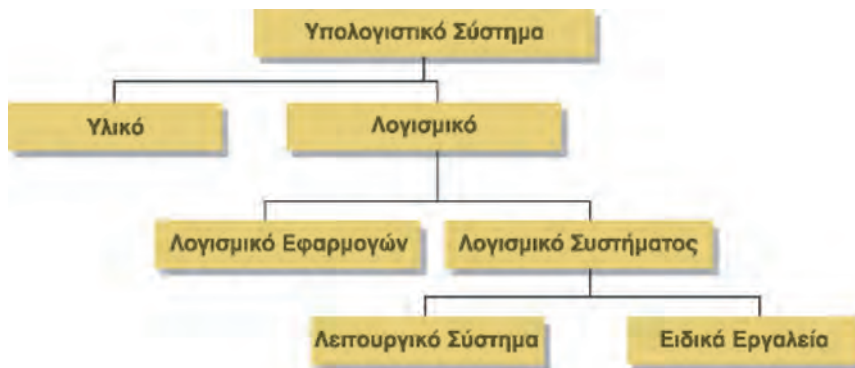 Υπολογιστικό Σύστημα
Υλικό
Λογισμικό
Λογισμικό Εφαρμογών
Λογισμικό Συστήματος
Λειτουργικό Σύστημα
Ειδικά Εργαλεία